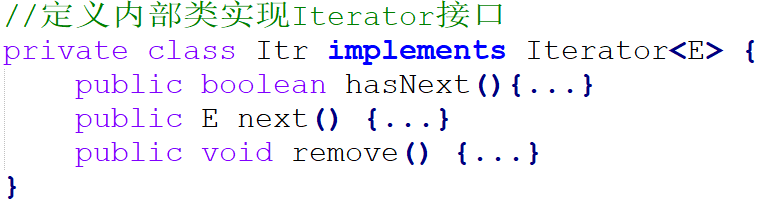 //定义内部类实现Iterator接口
private class Itr implements Iterator<E> {
    public boolean hasNext(){...}
    public E next() {...}
    public void remove() {...}
}